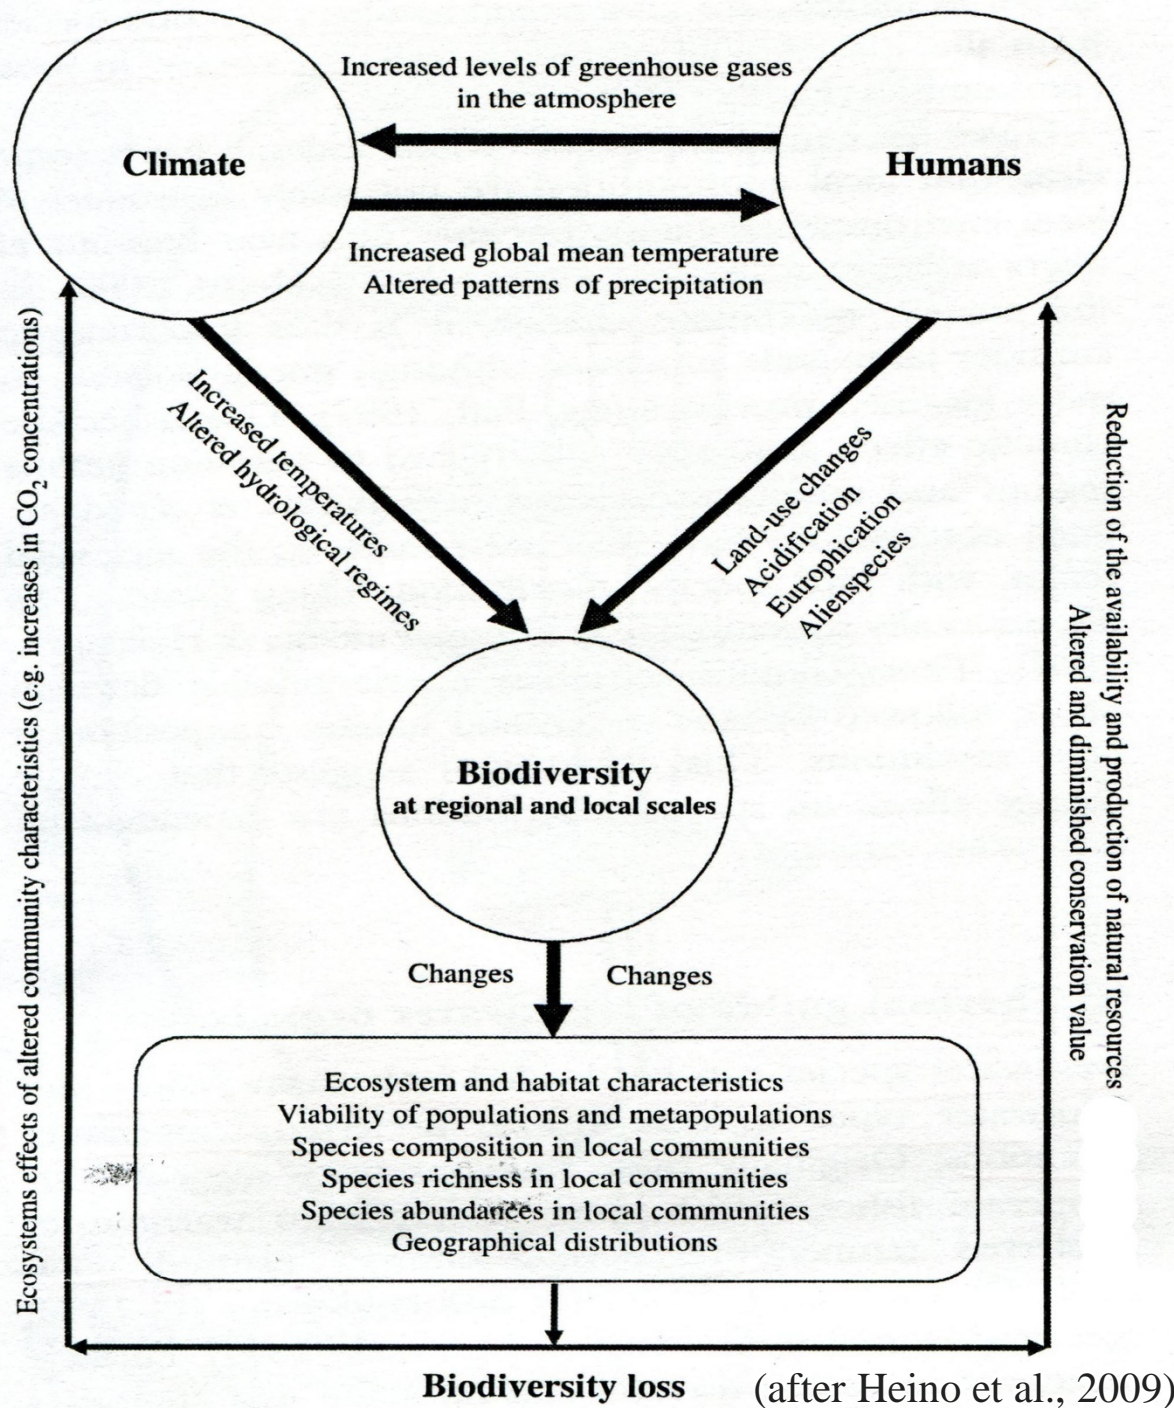 Increased levels of greenhouse gases
in the atmosphere
Climate
Humans
Increased global mean temperature
Altered patterns of precipitation
Increased temperatures
Altered hydrological regimes
Land-use changes
Acidification
Eutrophication
Alienspecies
Ecosystems effects of altered community characteristics (e.g. increases in CO₂ concentrations)
Reduction of the availability and production of natural resources
Altered and diminished conservation value
Biodiversity
at regional and local scales
Changes
Changes
Ecosystem and habitat characteristics
Viability of populations and metapopulations
Species composition in local communities
Species richness in local communities
Species abundances in local communities
Geographical distributions
Biodiversity loss
(after Heino et al., 2009)